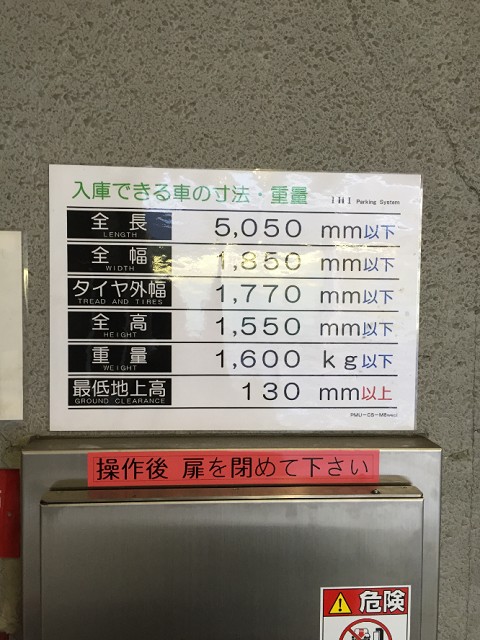 入庫できる車の寸法・重量 IHI Parking System
全長 5,050 mm以下
LENGTH
全幅 1,850 mm以下
WIDTH
タイヤ外幅 1,770 mm以下
TREAD AND TIRES
全高 1,550 mm以下
HEIGHT
重量 1,600 kg以下
WEIGHT
最低地上高 130 mm以上
GROUND CLEARANCE
操作後 扉を閉めて下さい
危険